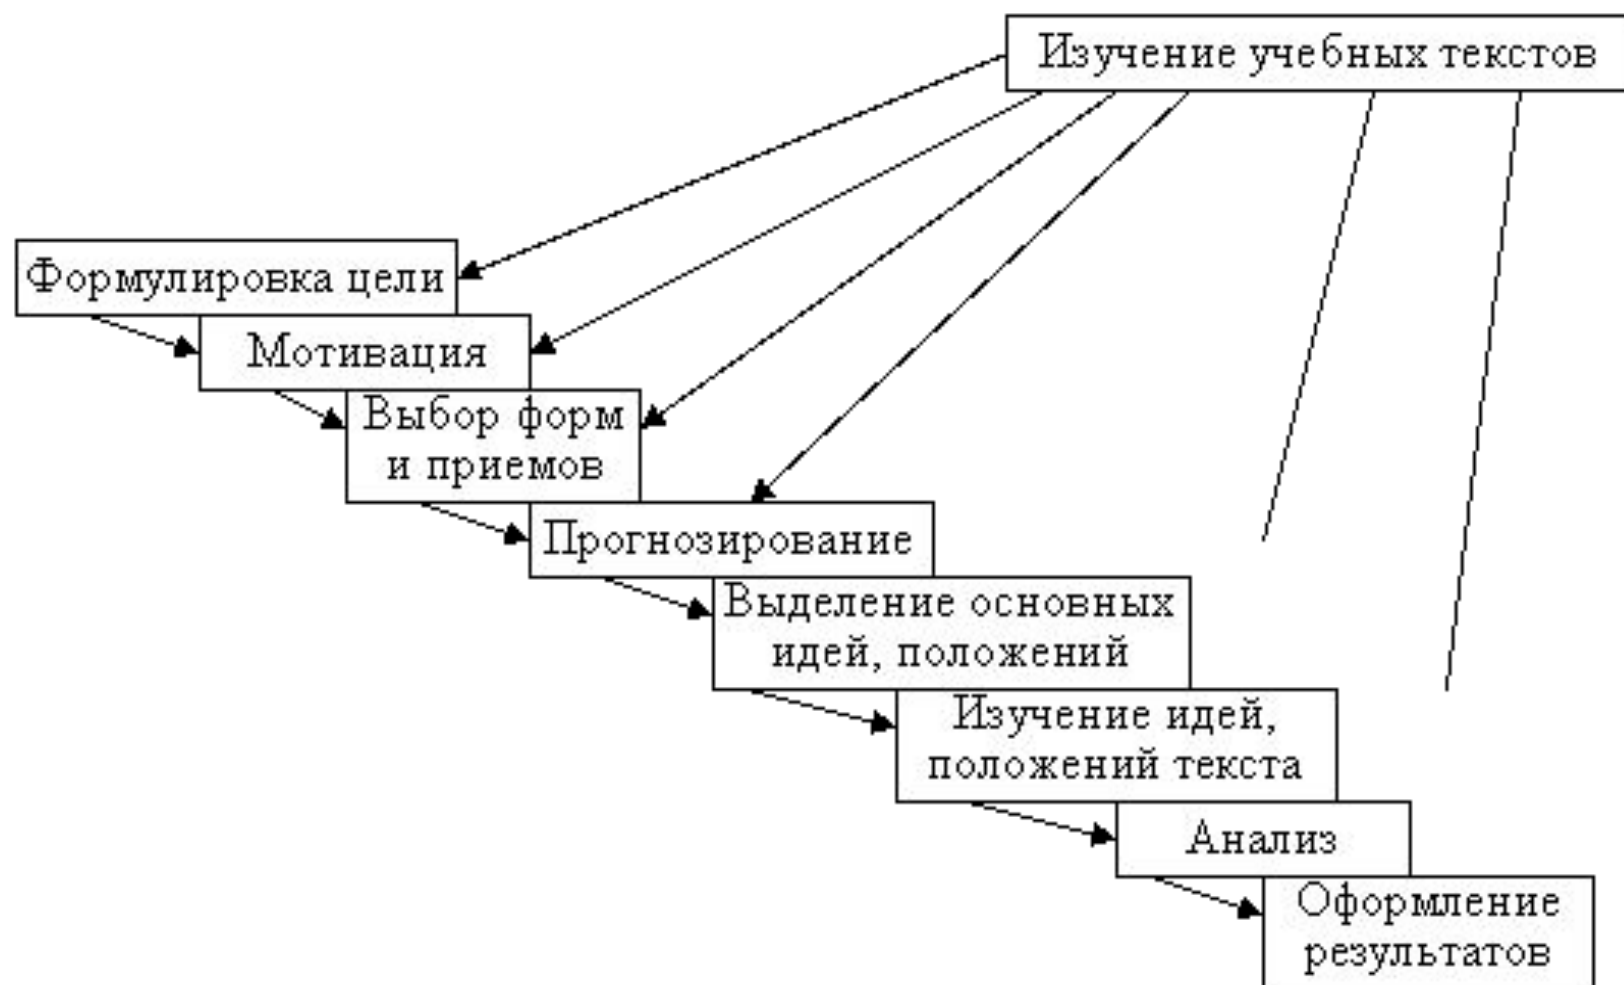 Изучение учебных текстов
Формулировка цели
Мотивация
Выбор форм
и приемов
Прогнозирование
Выделение основных
идей, положений
Изучение идей,
положений текста
Анализ
Оформление
результатов